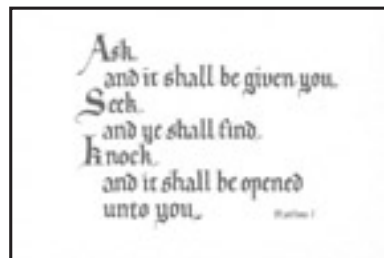 Ask
and it shall be given you.
Seek
and ye shall find.
Knock
and it shall be opened
unto you.